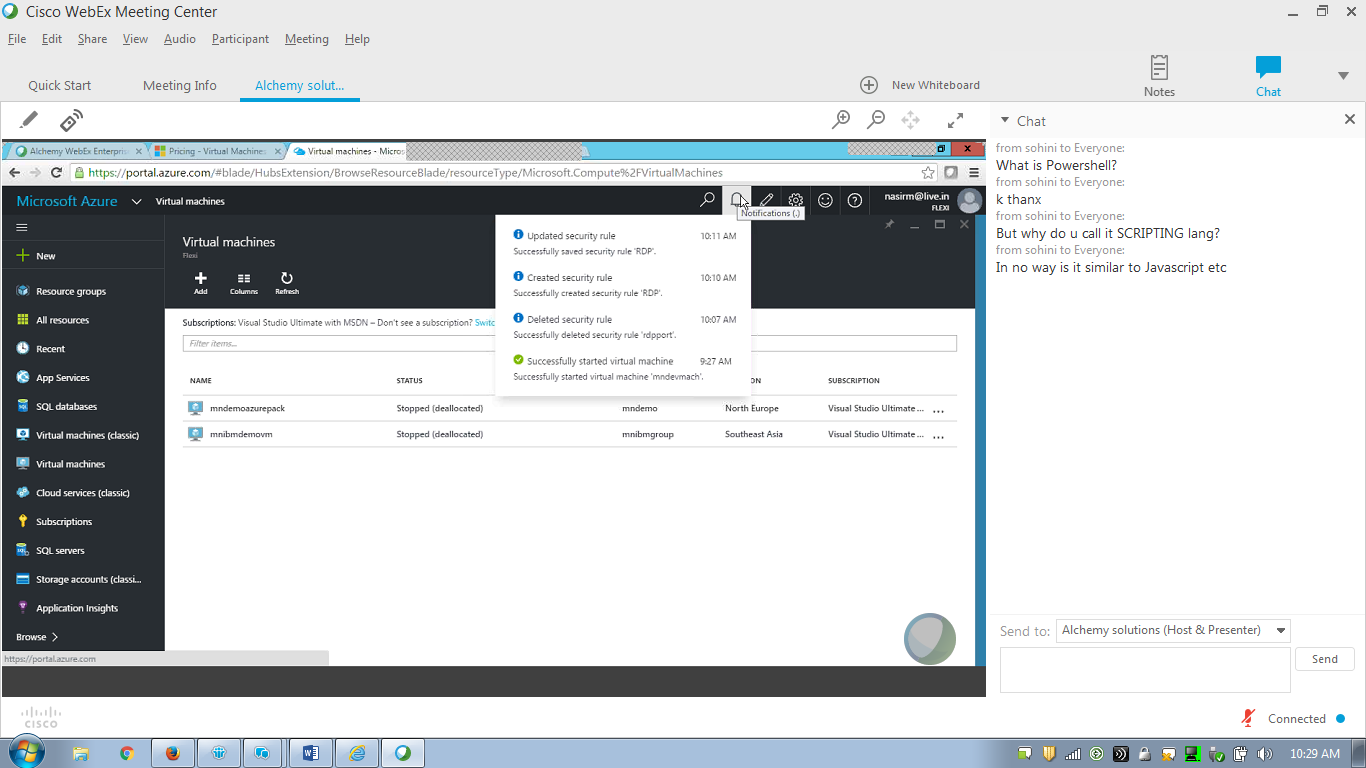 Cisco WebEx Meeting Center
File Edit Share View Audio Participant Meeting Help
Quick Start Meeting Info Alchemy solut... New Whiteboard
Notes Chat
Chat
from sohini to Everyone:
What is Powershell?
from sohini to Everyone:
k thanx
from sohini to Everyone:
But why do u call it SCRIPTING lang?
from sohini to Everyone:
In no way is it similar to Javascript etc
Send to: Alchemy solutions (Host & Presenter)
Send
Connected
Alchemy WebEx Enterpris Pricing - Virtual Machines Virtual machines - Micros
https://portal.azure.com/#blade/HubsExtension/BrowseResourceBlade/resourceType/Microsoft.Compute%2FVirtualMachines
Microsoft Azure Virtual machines
nasirm@live.in
FLEXI
Notifications (.)
New
Resource groups
All resources
Recent
App Services
SQL databases
Virtual machines (classic)
Virtual machines
Cloud services (classic)
Subscriptions
SQL servers
Storage accounts (classi...
Application Insights
Browse
https://portal.azure.com
Virtual machines
Flexi
Add Columns Refresh
Subscriptions: Visual Studio Ultimate with MSDN – Don't see a subscription? Switc
Filter items...
Updated security rule 10:11 AM
Successfully saved security rule 'RDP'.
Created security rule 10:10 AM
Successfully created security rule 'RDP'.
Deleted security rule 10:07 AM
Successfully deleted security rule 'rdpport'.
Successfully started virtual machine 9:27 AM
Successfully started virtual machine 'mndevmach'.
NAME STATUS ON SUBSCRIPTION
mndemoazurepack Stopped (deallocated) mndemo North Europe Visual Studio Ultimate ... ...
mnibmdemovm Stopped (deallocated) mnibmgroup Southeast Asia Visual Studio Ultimate ... ...
CISCO
10:29 AM